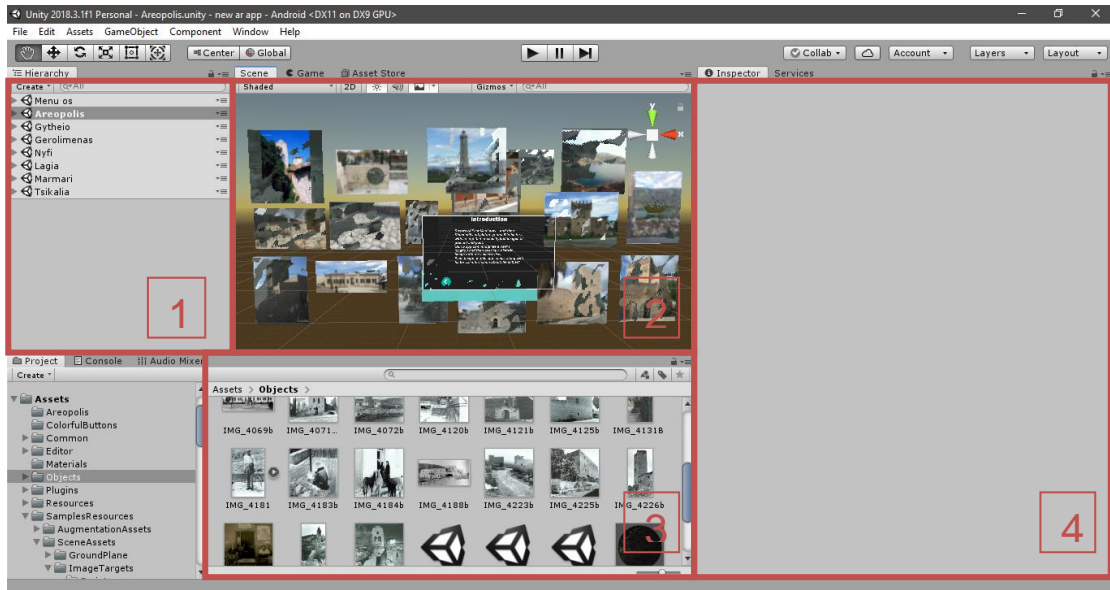 Unity 2018.3.1f1 Personal - Areopolis.unity - new ar app - Android <DX11 on DX9 GPU>
File Edit Assets GameObject Component Window Help
Center Global Collab Account Layers Layout
Hierarchy
Create All
Menu os
Areopolis
Gytheio
Gerolimenas
Nyfi
Lagia
Marmari
Tsikalia
1
Scene Game Asset Store
Shaded 2D Gizmos All
y
x
Introduction
2
Inspector Services
4
Project Console Audio Mixer
Create
Assets
Areopolis
ColorfulButtons
Common
Editor
Materials
Objects
Plugins
Resources
SamplesResources
AugmentationAssets
SceneAssets
GroundPlane
ImageTargets
Assets > Objects >
IMG_4069b IMG_4071... IMG_4072b IMG_4120b IMG_4121b IMG_4125b IMG_4131B
IMG_4181 IMG_4183b IMG_4184b IMG_4188b IMG_4223b IMG_4225b IMG_4226b
3